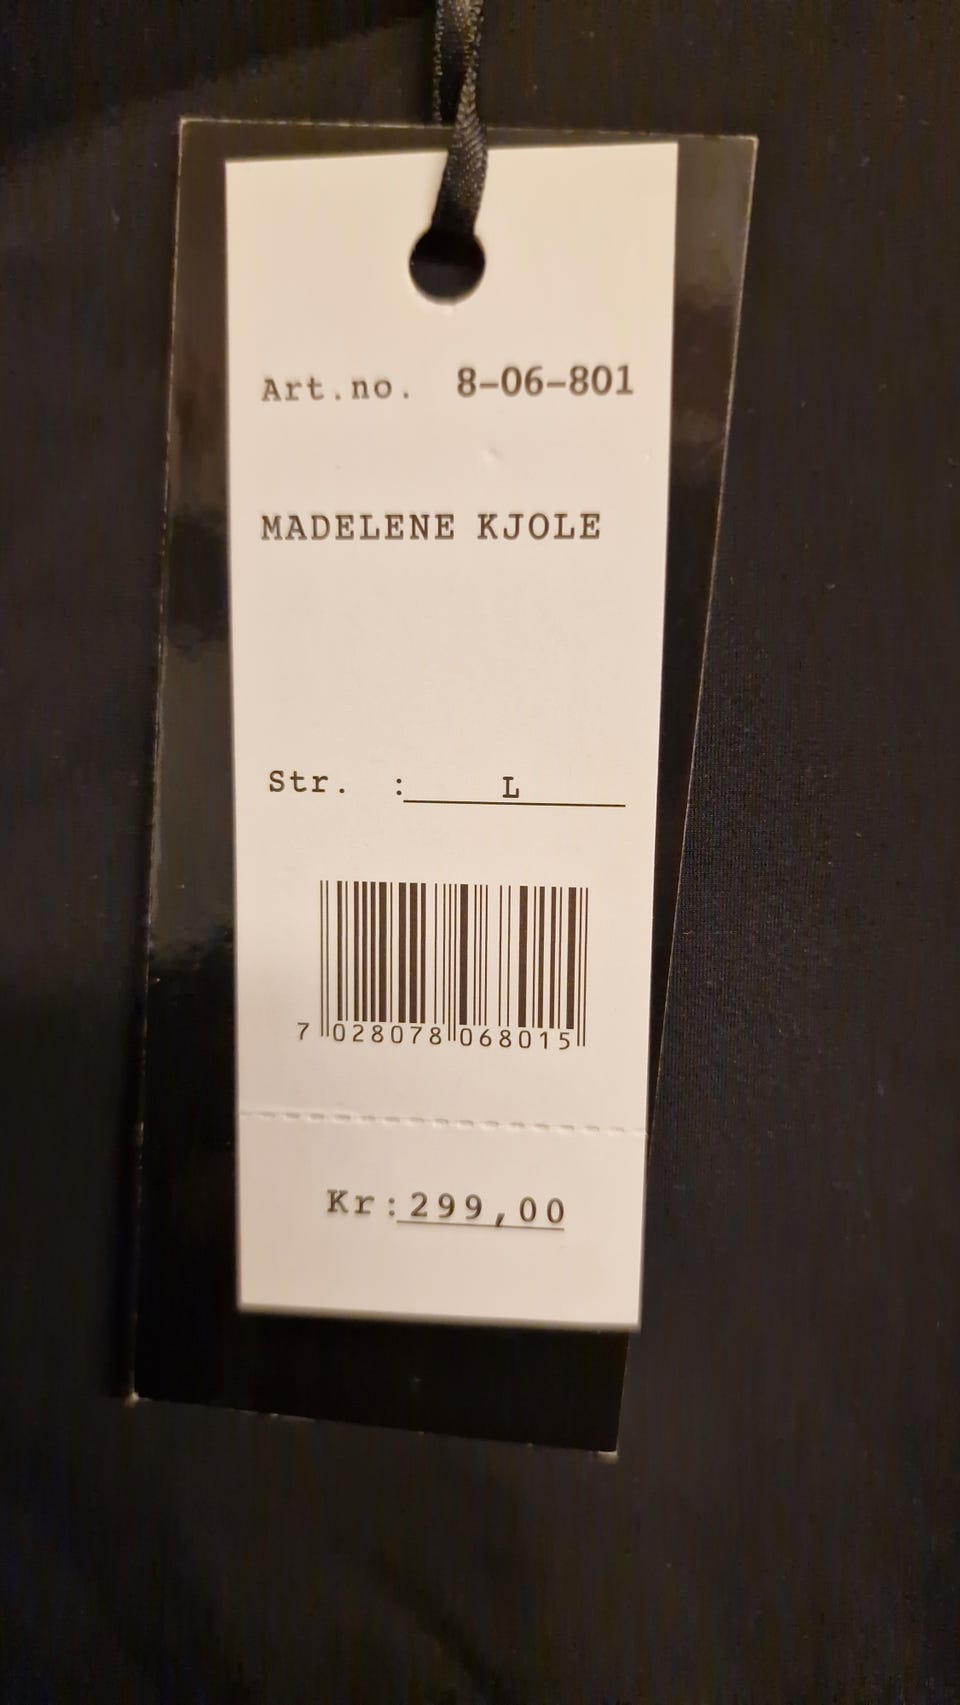 Art.no. 8-06-801
MADELENE KJOLE
Str. : L
7 028078 068015
Kr:299,00